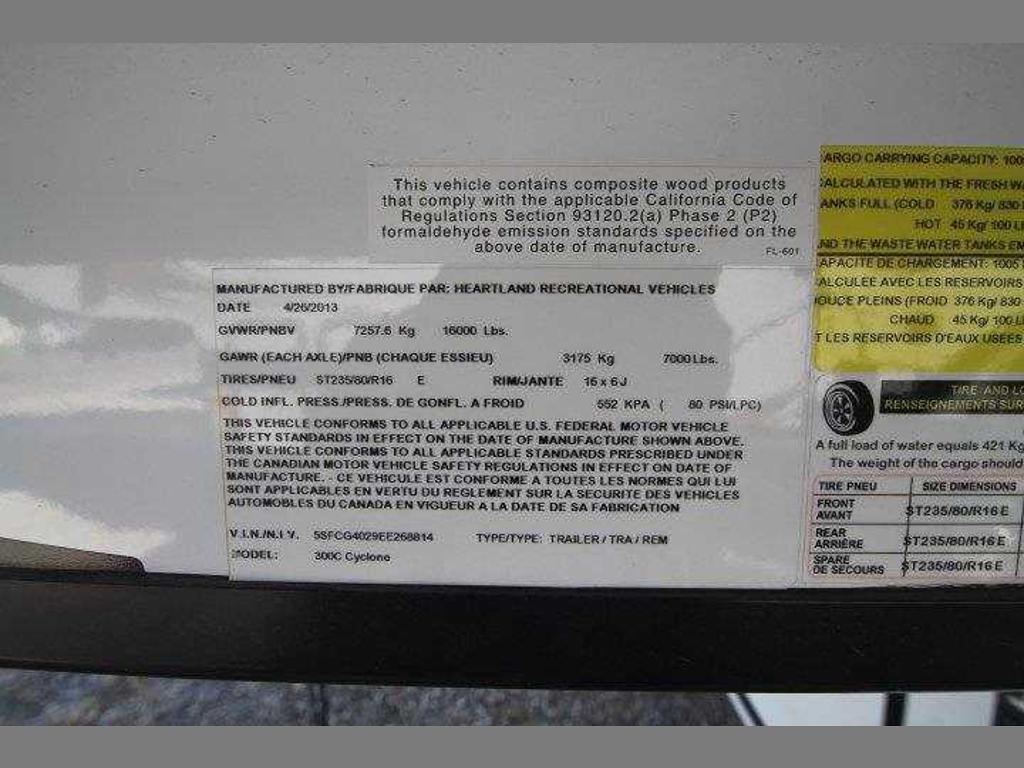 This vehicle contains composite wood products
that comply with the applicable California Code of
Regulations Section 93120.2(a) Phase 2 (P2)
formaldehyde emission standards specified on the
above date of manufacture.
FL-601
MANUFACTURED BY/FABRIQUE PAR: HEARTLAND RECREATIONAL VEHICLES
DATE 4/26/2013
GVWR/PNBV 7257.6 Kg 16000 Lbs.
GAWR (EACH AXLE)/PNB (CHAQUE ESSIEU) 3175 Kg 7000 Lbs.
TIRES/PNEU ST235/80/R16 E RIM/JANTE 16 x 6 J
COLD INFL. PRESS./PRESS. DE GONFL. A FROID 552 KPA ( 80 PSI/LPC)
THIS VEHICLE CONFORMS TO ALL APPLICABLE U.S. FEDERAL MOTOR VEHICLE
SAFETY STANDARDS IN EFFECT ON THE DATE OF MANUFACTURE SHOWN ABOVE.
THIS VEHICLE CONFORMS TO ALL APPLICABLE STANDARDS PRESCRIBED UNDER
THE CANADIAN MOTOR VEHICLE SAFETY REGULATIONS IN EFFECT ON DATE OF
MANUFACTURE. - CE VEHICULE EST CONFORME A TOUTES LES NORMES QUI LUI
SONT APPLICABLES EN VERTU DU REGLEMENT SUR LA SECURITE DES VEHICLES
AUTOMOBILES DU CANADA EN VIGUEUR A LA DATE DE SA FABRICATION
V.I.N./N.I.V. 5SFCG4029EE268814 TYPE/TYPE: TRAILER / TRA / REM
MODEL: 300C Cyclone
ARGO CARRYING CAPACITY: 100
ALCULATED WITH THE FRESH W
ANKS FULL (COLD 376 Kg/ 830
HOT 45 Kg/ 100 L
ND THE WASTE WATER TANKS EM
APACITE DE CHARGEMENT: 1005
ALCULEE AVEC LES RESERVOIRS
OUCE PLEINS (FROID 376 Kg/ 830
CHAUD 45 Kg/ 100 L
T LES RESERVOIRS D'EAUX USEES
TIRE AND LO
RENSEIGNEMENTS SUR
A full load of water equals 421 Kg
The weight of the cargo should
TIRE PNEU SIZE DIMENSIONS
FRONT
AVANT ST235/80/R16 E
REAR
ARRIÈRE ST235/80/R16 E
SPARE
DE SECOURS ST235/80/R16 E